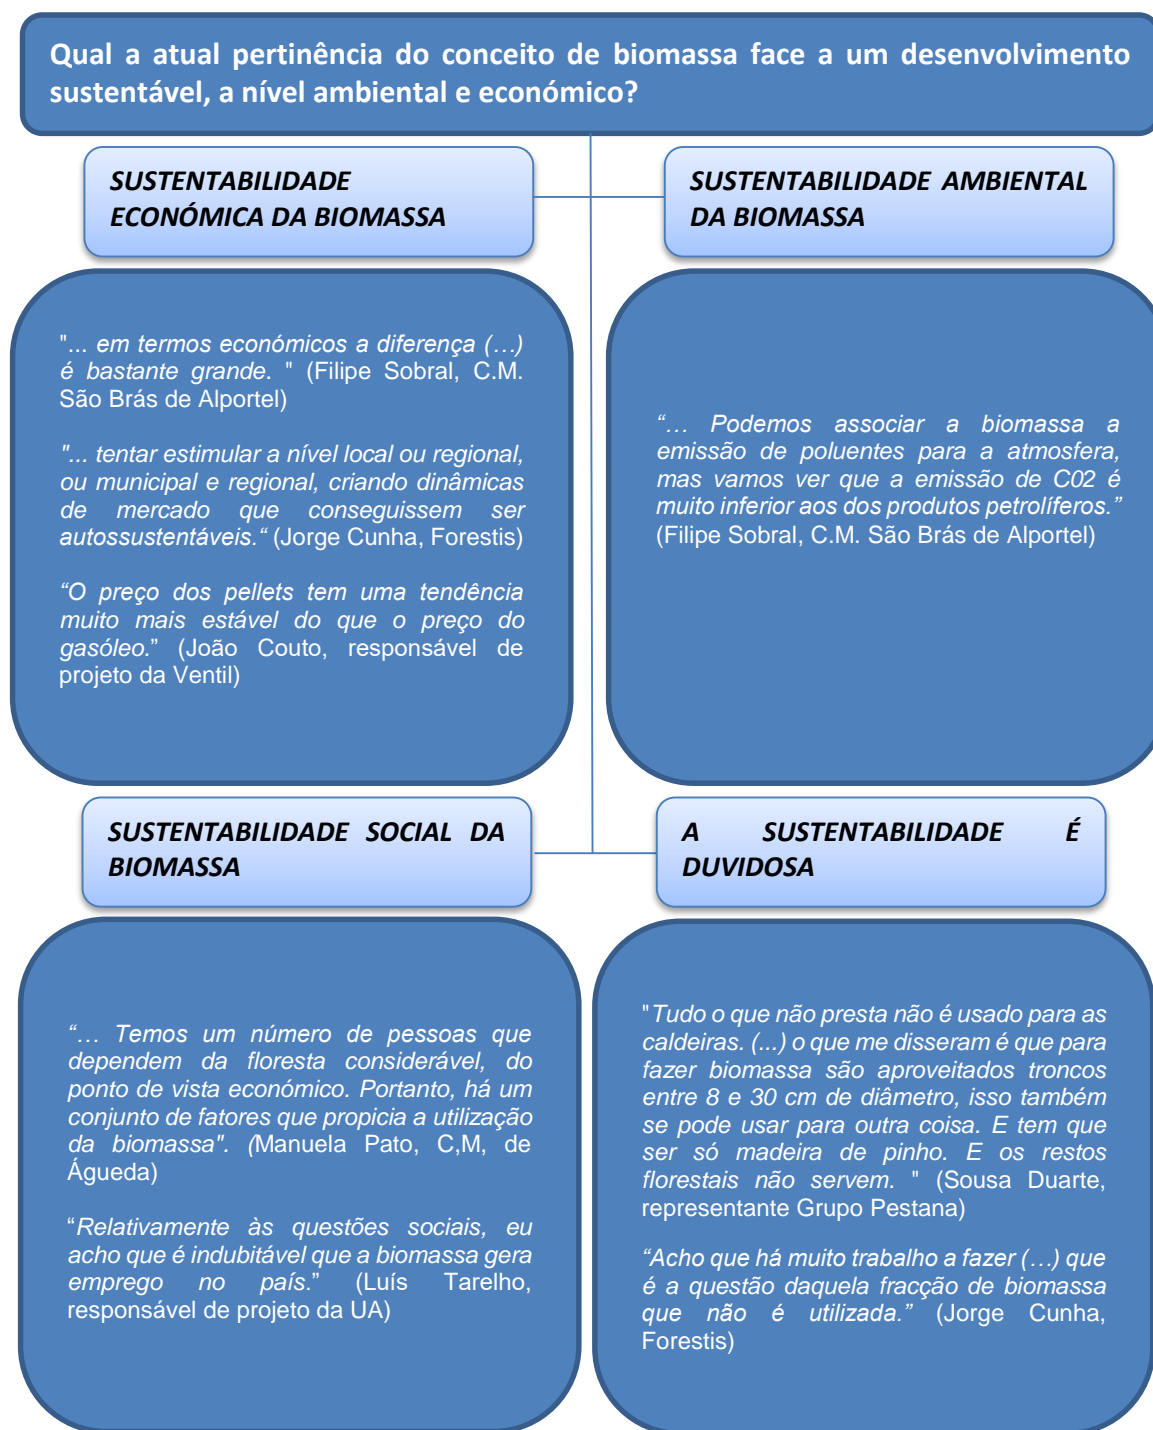 Qual a atual pertinência do conceito de biomassa face a um desenvolvimento
sustentável, a nível ambiental e económico?
SUSTENTABILIDADE
ECONÓMICA DA BIOMASSA
SUSTENTABILIDADE AMBIENTAL
DA BIOMASSA
"... em termos económicos a diferença (…)
é bastante grande. " (Filipe Sobral, C.M.
São Brás de Alportel)
"... tentar estimular a nível local ou regional,
ou municipal e regional, criando dinâmicas
de mercado que conseguissem ser
autossustentáveis.“ (Jorge Cunha, Forestis)
“O preço dos pellets tem uma tendência
muito mais estável do que o preço do
gasóleo.” (João Couto, responsável de
projeto da Ventil)
“… Podemos associar a biomassa a
emissão de poluentes para a atmosfera,
mas vamos ver que a emissão de C02 é
muito inferior aos dos produtos petrolíferos.”
(Filipe Sobral, C.M. São Brás de Alportel)
SUSTENTABILIDADE SOCIAL DA
BIOMASSA
A SUSTENTABILIDADE É
DUVIDOSA
“… Temos um número de pessoas que
dependem da floresta considerável, do
ponto de vista económico. Portanto, há um
conjunto de fatores que propicia a utilização
da biomassa". (Manuela Pato, C,M, de
Águeda)
“Relativamente às questões sociais, eu
acho que é indubitável que a biomassa gera
emprego no país.” (Luís Tarelho,
responsável de projeto da UA)
"Tudo o que não presta não é usado para as
caldeiras. (...) o que me disseram é que para
fazer biomassa são aproveitados troncos
entre 8 e 30 cm de diâmetro, isso também
se pode usar para outra coisa. E tem que
ser só madeira de pinho. E os restos
florestais não servem. " (Sousa Duarte,
representante Grupo Pestana)
“Acho que há muito trabalho a fazer (…) que
é a questão daquela fracção de biomassa
que não é utilizada.” (Jorge Cunha,
Forestis)